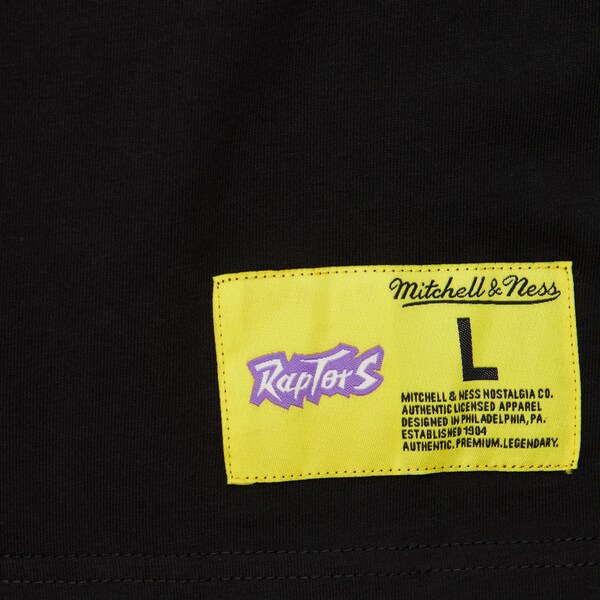 Mitchell & Ness
L
RapTorS
MITCHELL & NESS NOSTALGIA CO.
AUTHENTIC LICENSED APPAREL
DESIGNED IN PHILADELPHIA, PA.
ESTABLISHED 1904
AUTHENTIC. PREMIUM. LEGENDARY.